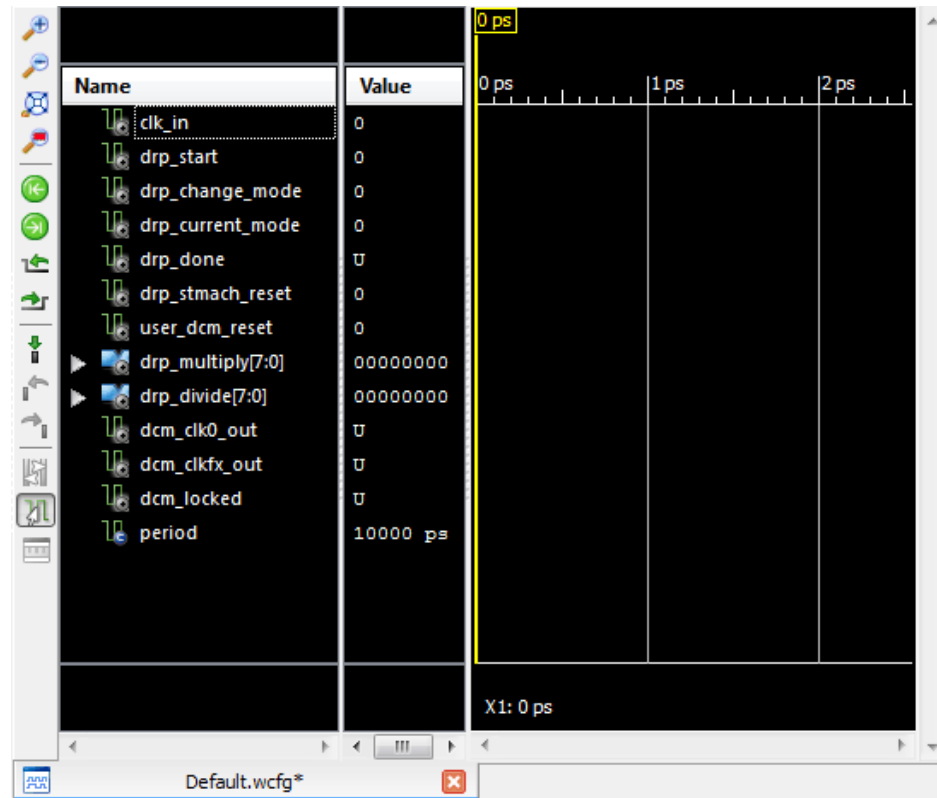 0 ps
Name Value 0 ps 1 ps 2 ps
clk_in 0
drp_start 0
drp_change_mode 0
drp_current_mode 0
drp_done U
drp_stmach_reset 0
user_dcm_reset 0
drp_multiply[7:0] 00000000
drp_divide[7:0] 00000000
dcm_clk0_out U
dcm_clkfx_out U
dcm_locked U
period 10000 ps
X1: 0 ps
Default.wcfg*